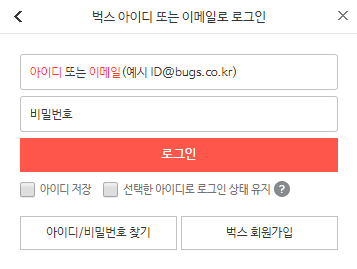 벅스 아이디 또는 이메일로 로그인
아이디 또는 이메일(예시 ID@bugs.co.kr)
비밀번호
로그인
아이디 저장 선택한 아이디로 로그인 상태 유지 ?
아이디/비밀번호 찾기 벅스 회원가입